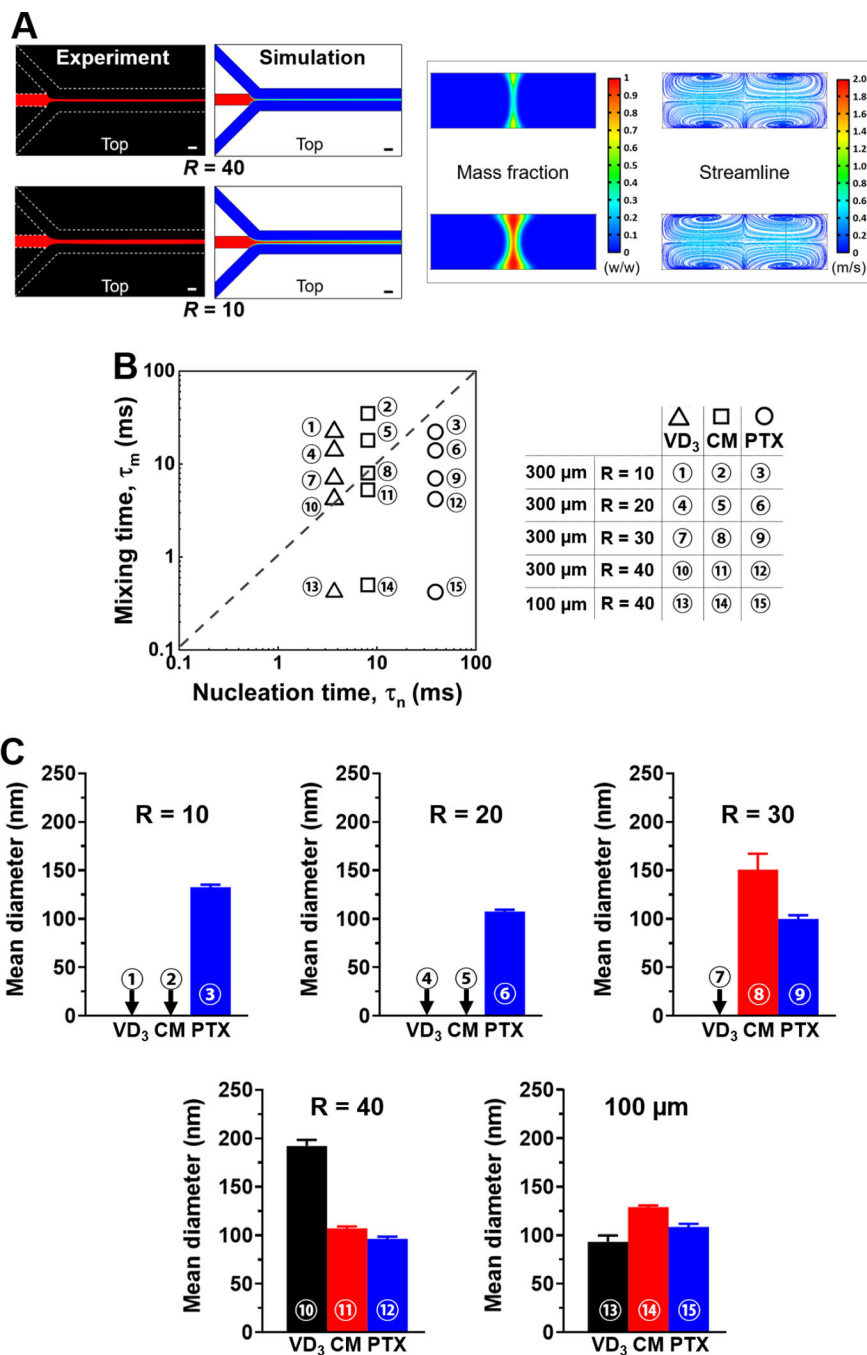 A
Experiment
Simulation
Top
Top
R = 40
Top
Top
R = 10
Mass fraction
Streamline
1
0.9
0.8
0.7
0.6
0.5
0.4
0.3
0.2
0.1
0
(w/w)
2.0
1.8
1.6
1.4
1.2
1
0.8
0.6
0.4
0.2
0
(m/s)
B
Mixing time, τm (ms)
100
10
1
0.1
0.1 1 10 100
Nucleation time, τn (ms)
① ② ③
④ ⑤ ⑥
⑦ ⑧ ⑨
⑩ ⑪ ⑫
⑬ ⑭ ⑮
△ □ ○
VD₃ CM PTX
300 µm R = 10 ① ② ③
300 µm R = 20 ④ ⑤ ⑥
300 µm R = 30 ⑦ ⑧ ⑨
300 µm R = 40 ⑩ ⑪ ⑫
100 µm R = 40 ⑬ ⑭ ⑮
C
Mean diameter (nm)
250
200
150
100
50
0
R = 10
① ② ③
VD₃ CM PTX
Mean diameter (nm)
250
200
150
100
50
0
R = 20
④ ⑤ ⑥
VD₃ CM PTX
Mean diameter (nm)
250
200
150
100
50
0
R = 30
⑦ ⑧ ⑨
VD₃ CM PTX
Mean diameter (nm)
250
200
150
100
50
0
R = 40
⑩ ⑪ ⑫
VD₃ CM PTX
Mean diameter (nm)
250
200
150
100
50
0
100 µm
⑬ ⑭ ⑮
VD₃ CM PTX